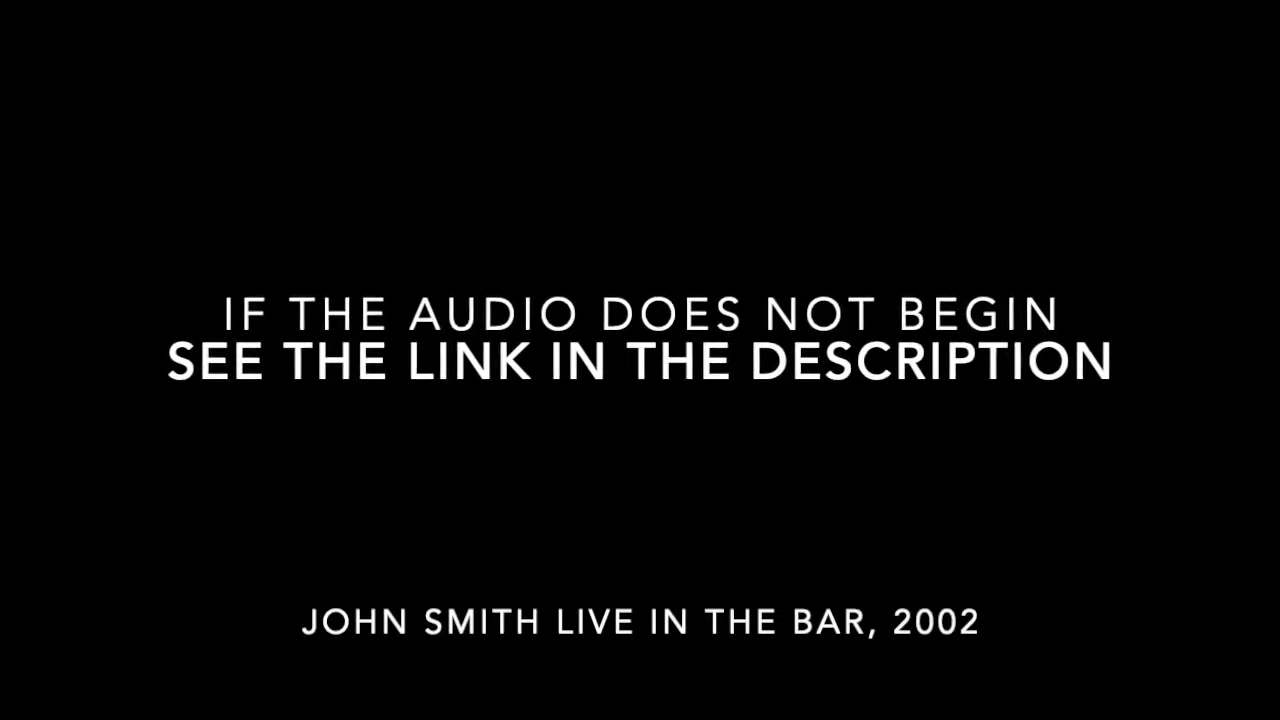 IF THE AUDIO DOES NOT BEGIN
SEE THE LINK IN THE DESCRIPTION
JOHN SMITH LIVE IN THE BAR, 2002